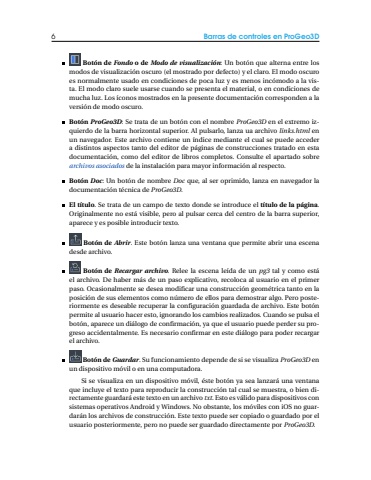 6
Barras de controles en ProGeo3D
Botón de Fondo o de Modo de visualización: Un botón que alterna entre los
modos de visualización oscuro (el mostrado por defecto) y el claro. El modo oscuro
es normalmente usado en condiciones de poca luz y es menos incómodo a la vis-
ta. El modo claro suele usarse cuando se presenta el material, o en condiciones de
mucha luz. Los íconos mostrados en la presente documentación corresponden a la
versión de modo oscuro.
Botón ProGeo3D: Se trata de un botón con el nombre ProGeo3D en el extremo iz-
quierdo de la barra horizontal superior. Al pulsarlo, lanza ua archivo links.html en
un navegador. Este archivo contiene un índice mediante el cual se puede acceder
a distintos aspectos tanto del editor de páginas de construcciones tratado en esta
documentación, como del editor de libros completos. Consulte el apartado sobre
archivos asociados de la instalación para mayor información al respecto.
Botón Doc: Un botón de nombre Doc que, al ser oprimido, lanza en navegador la
documentación técnica de ProGeo3D.
El título. Se trata de un campo de texto donde se introduce el título de la página.
Originalmente no está visible, pero al pulsar cerca del centro de la barra superior,
aparece y es posible introducir texto.
Botón de Abrir. Este botón lanza una ventana que permite abrir una escena
desde archivo.
Botón de Recargar archivo. Relee la escena leída de un pg3 tal y como está
el archivo. De haber más de un paso explicativo, recoloca al usuario en el primer
paso. Ocasionalmente se desea modificar una construcción geométrica tanto en la
posición de sus elementos como número de ellos para demostrar algo. Pero poste-
riormente es deseable recuperar la configuración guardada de archivo. Este botón
permite al usuario hacer esto, ignorando los cambios realizados. Cuando se pulsa el
botón, aparece un diálogo de confirmación, ya que el usuario puede perder su pro-
greso accidentalmente. Es necesario confirmar en este diálogo para poder recargar
el archivo.
Botón de Guardar. Su funcionamiento depende de si se visualiza ProGeo3D en
un dispositivo móvil o en una computadora.
Si se visualiza en un dispositivo móvil, éste botón ya sea lanzará una ventana
que incluye el texto para reproducir la construcción tal cual se muestra, o bien di-
rectamente guardará este texto en un archivo txt. Esto es válido para dispositivos con
sistemas operativos Android y Windows. No obstante, los móviles con iOS no guar-
darán los archivos de construcción. Este texto puede ser copiado o guardado por el
usuario posteriormente, pero no puede ser guardado directamente por ProGeo3D.